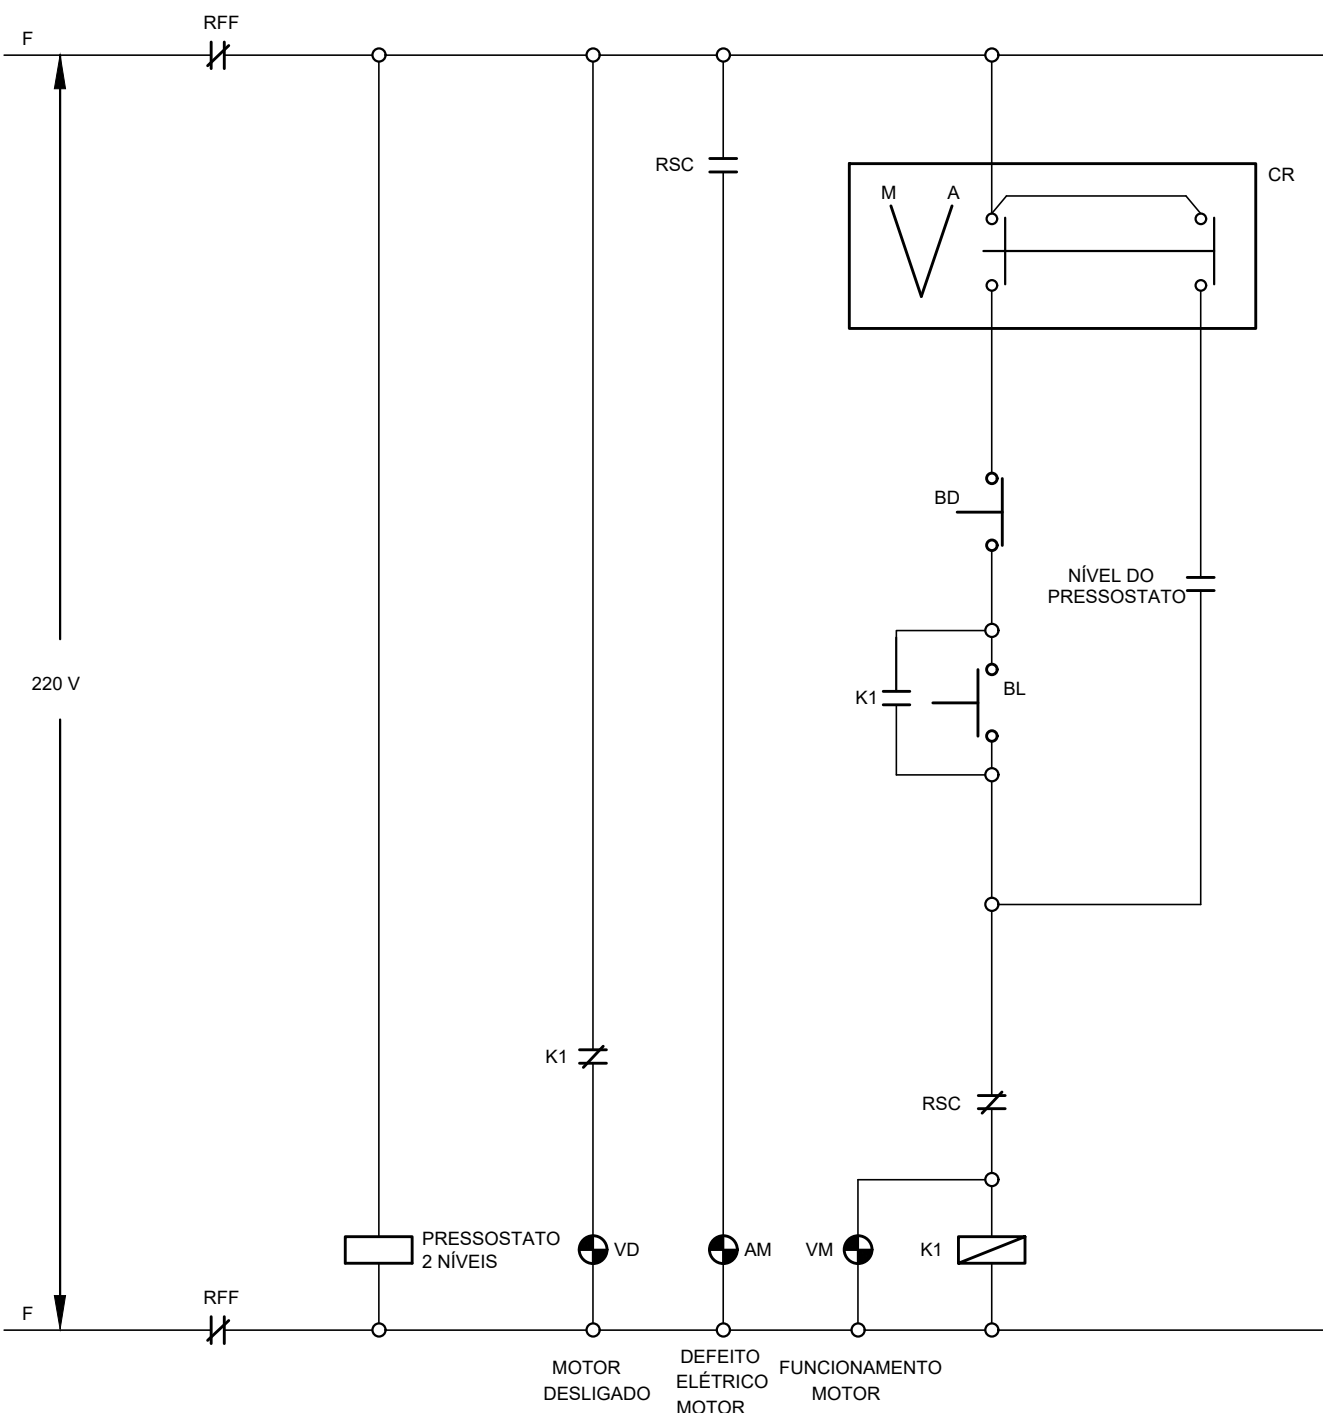 RFF
F
RSC
CR
M
A
BD
NÍVEL DO
PRESSOSTATO
220 V
K1
BL
K1
RSC
PRESSOSTATO
2 NÍVEIS
VD
AM
VM
K1
F
RFF
MOTOR
DESLIGADO
DEFEITO
ELÉTRICO
MOTOR
FUNCIONAMENTO
MOTOR